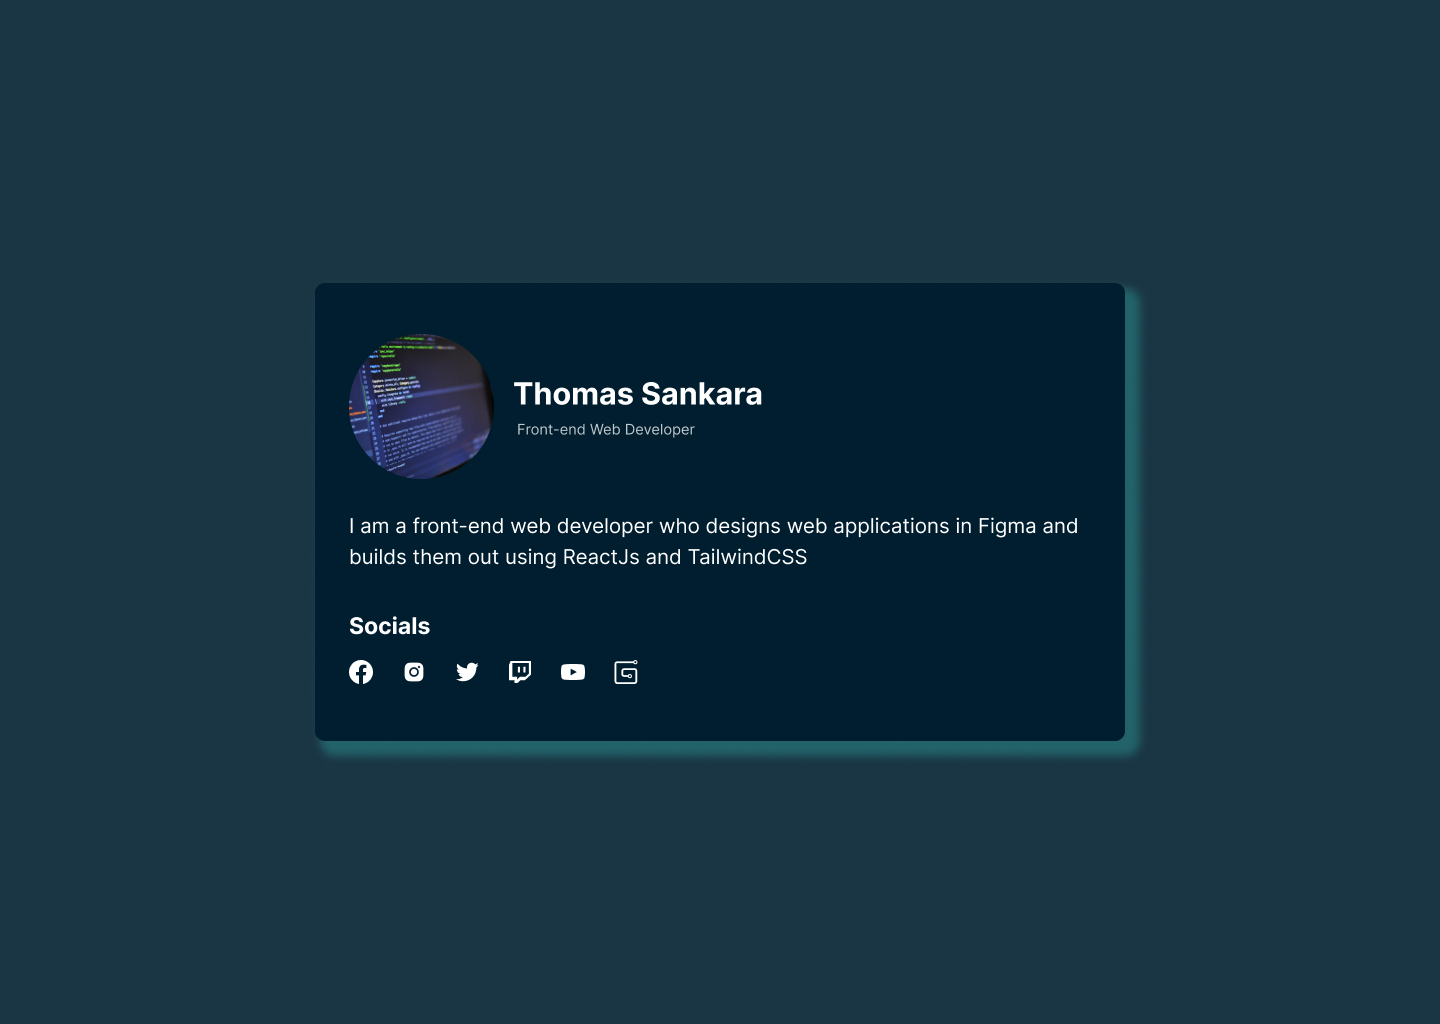 Thomas Sankara
Front-end Web Developer
I am a front-end web developer who designs web applications in Figma and
builds them out using ReactJs and TailwindCSS
Socials